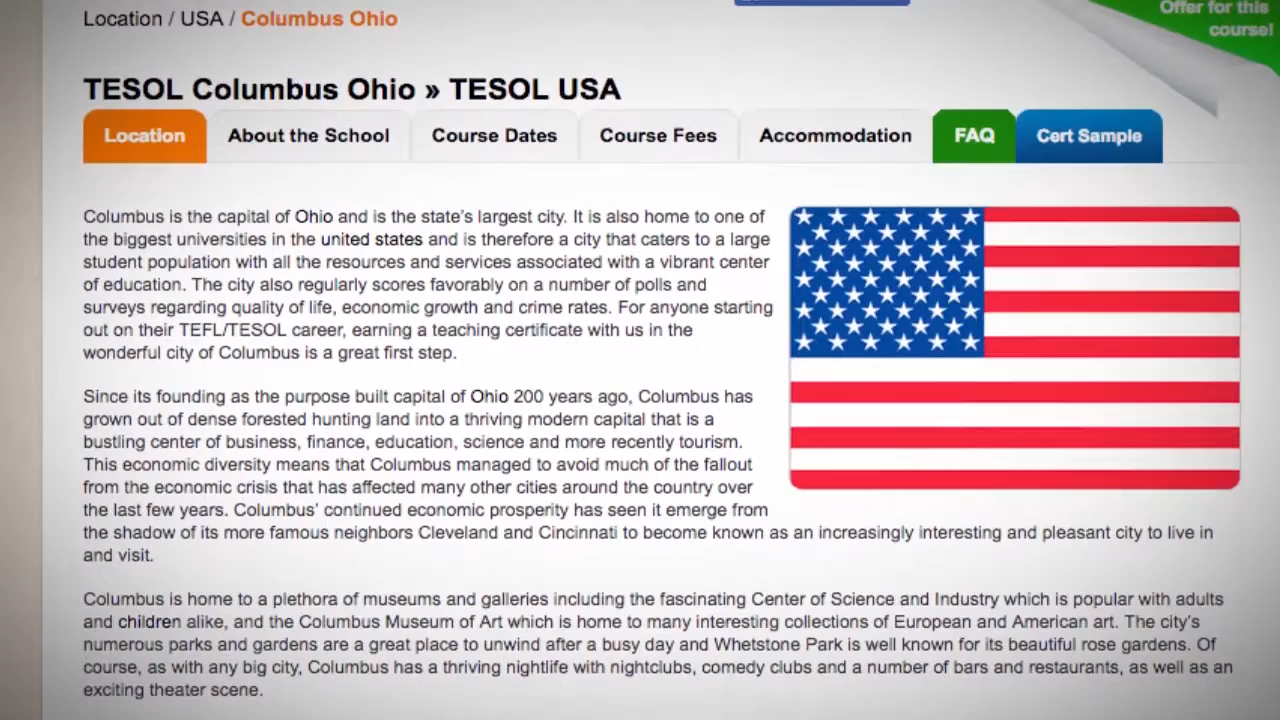 Location / USA / Columbus Ohio
Offer for this
course!
TESOL Columbus Ohio » TESOL USA
Location
About the School
Course Dates
Course Fees
Accommodation
FAQ
Cert Sample
Columbus is the capital of Ohio and is the state's largest city. It is also home to one of
the biggest universities in the united states and is therefore a city that caters to a large
student population with all the resources and services associated with a vibrant center
of education. The city also regularly scores favorably on a number of polls and
surveys regarding quality of life, economic growth and crime rates. For anyone starting
out on their TEFL/TESOL career, earning a teaching certificate with us in the
wonderful city of Columbus is a great first step.
Since its founding as the purpose built capital of Ohio 200 years ago, Columbus has
grown out of dense forested hunting land into a thriving modern capital that is a
bustling center of business, finance, education, science and more recently tourism.
This economic diversity means that Columbus managed to avoid much of the fallout
from the economic crisis that has affected many other cities around the country over
the last few years. Columbus' continued economic prosperity has seen it emerge from
the shadow of its more famous neighbors Cleveland and Cincinnati to become known as an increasingly interesting and pleasant city to live in
and visit.
Columbus is home to a plethora of museums and galleries including the fascinating Center of Science and Industry which is popular with adults
and children alike, and the Columbus Museum of Art which is home to many interesting collections of European and American art. The city's
numerous parks and gardens are a great place to unwind after a busy day and Whetstone Park is well known for its beautiful rose gardens. Of
course, as with any big city, Columbus has a thriving nightlife with nightclubs, comedy clubs and a number of bars and restaurants, as well as an
exciting theater scene.